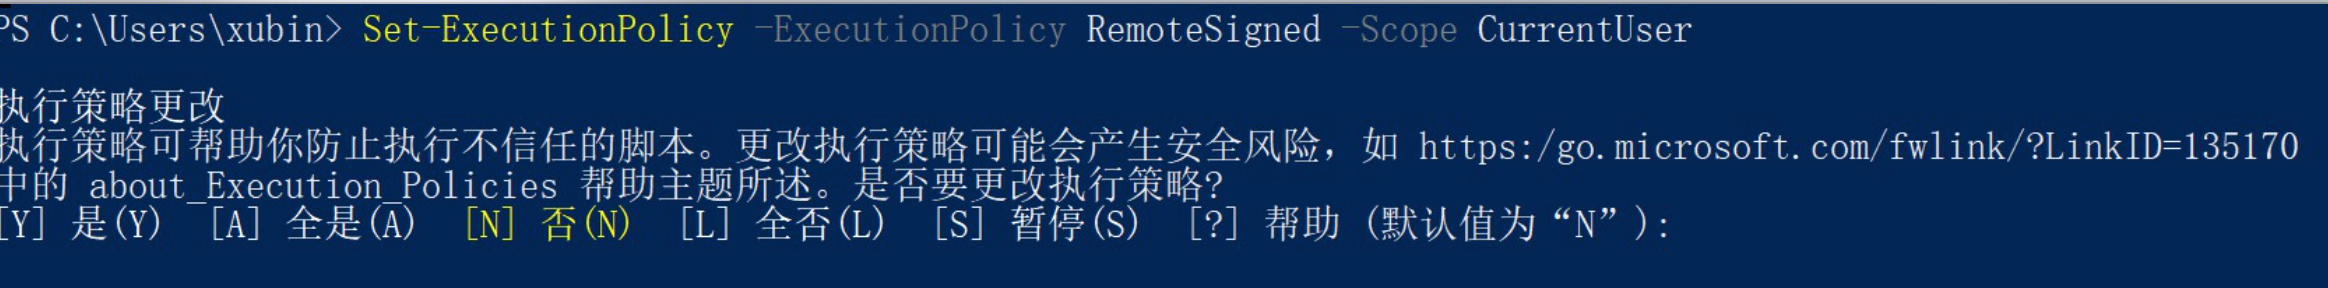 PS C:\Users\xubin> Set-ExecutionPolicy -ExecutionPolicy RemoteSigned -Scope CurrentUser
执行策略更改
执行策略可帮助你防止执行不信任的脚本。更改执行策略可能会产生安全风险，如 https:/go.microsoft.com/fwlink/?LinkID=135170
中的 about_Execution_Policies 帮助主题所述。是否要更改执行策略?
[Y] 是(Y)  [A] 全是(A)  [N] 否(N)  [L] 全否(L)  [S] 暂停(S)  [?] 帮助 (默认值为“N”):